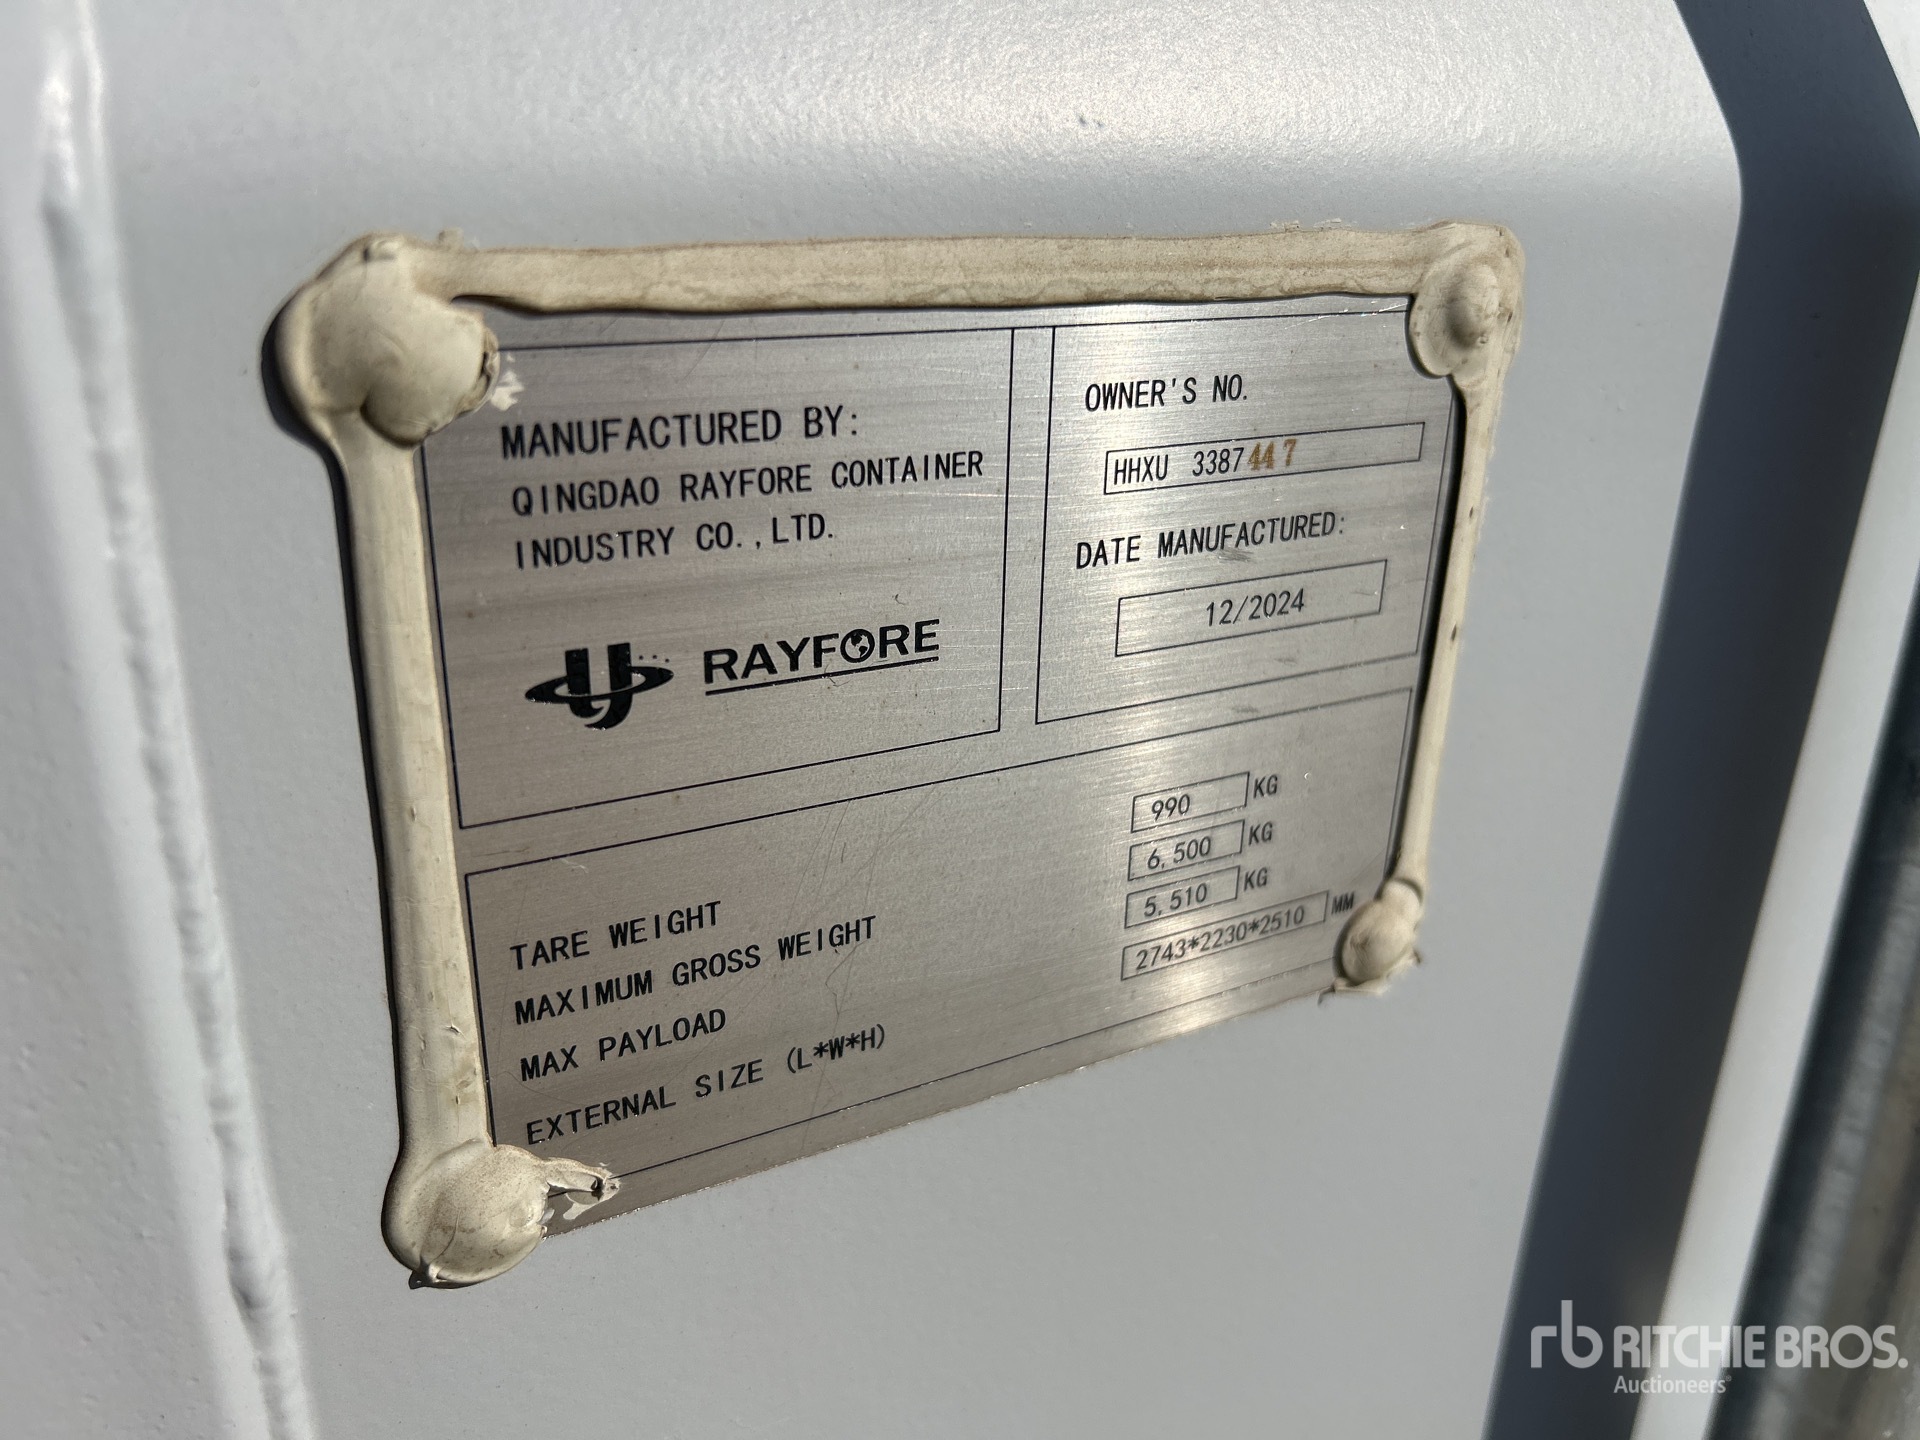 MANUFACTURED BY:
QINGDAO RAYFORE CONTAINER
INDUSTRY CO.,LTD.
RAYFORE
OWNER'S NO.
HHXU 3387447
DATE MANUFACTURED:
12/2024
TARE WEIGHT 990 KG
MAXIMUM GROSS WEIGHT 6,500 KG
MAX PAYLOAD 5,510 KG
EXTERNAL SIZE (L*W*H) 2743*2230*2510 MM
rb RITCHIE BROS.
Auctioneers